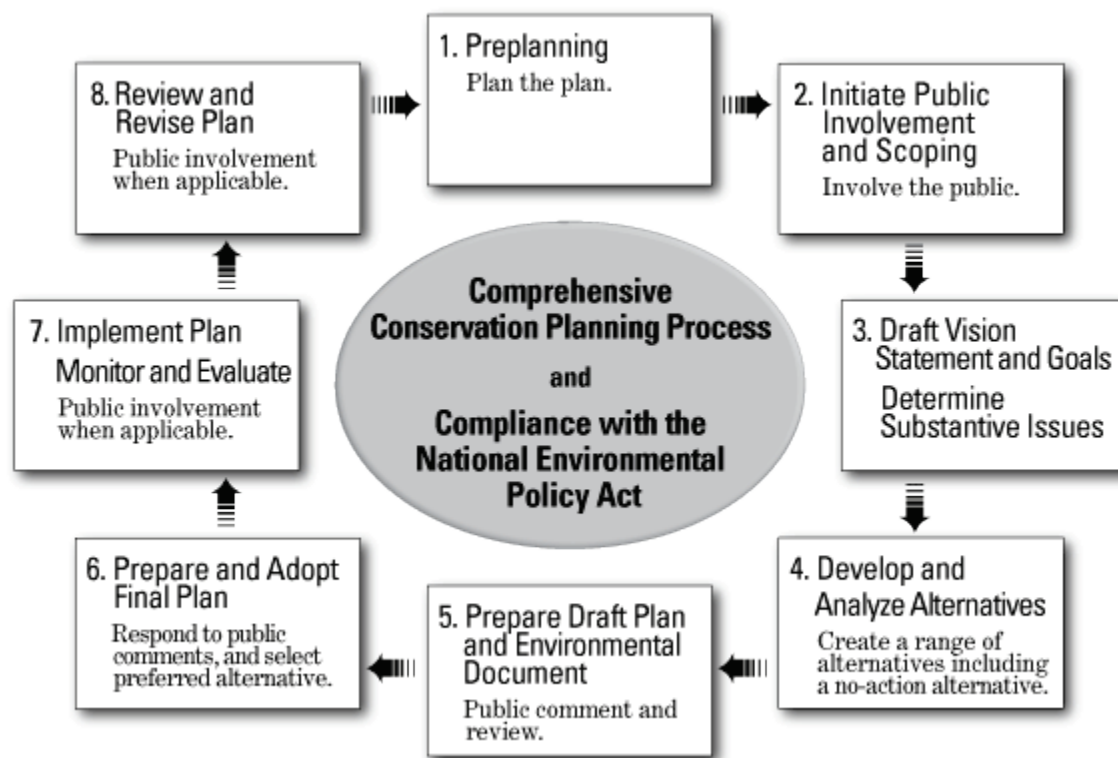 1. Preplanning
Plan the plan.
2. Initiate Public
Involvement
and Scoping
Involve the public.
3. Draft Vision
Statement and Goals
Determine
Substantive Issues
4. Develop and
Analyze Alternatives
Create a range of
alternatives including
a no-action alternative.
5. Prepare Draft Plan
and Environmental
Document
Public comment and
review.
6. Prepare and Adopt
Final Plan
Respond to public
comments, and select
preferred alternative.
7. Implement Plan
Monitor and Evaluate
Public involvement
when applicable.
8. Review and
Revise Plan
Public involvement
when applicable.
Comprehensive
Conservation Planning Process
and
Compliance with the
National Environmental
Policy Act